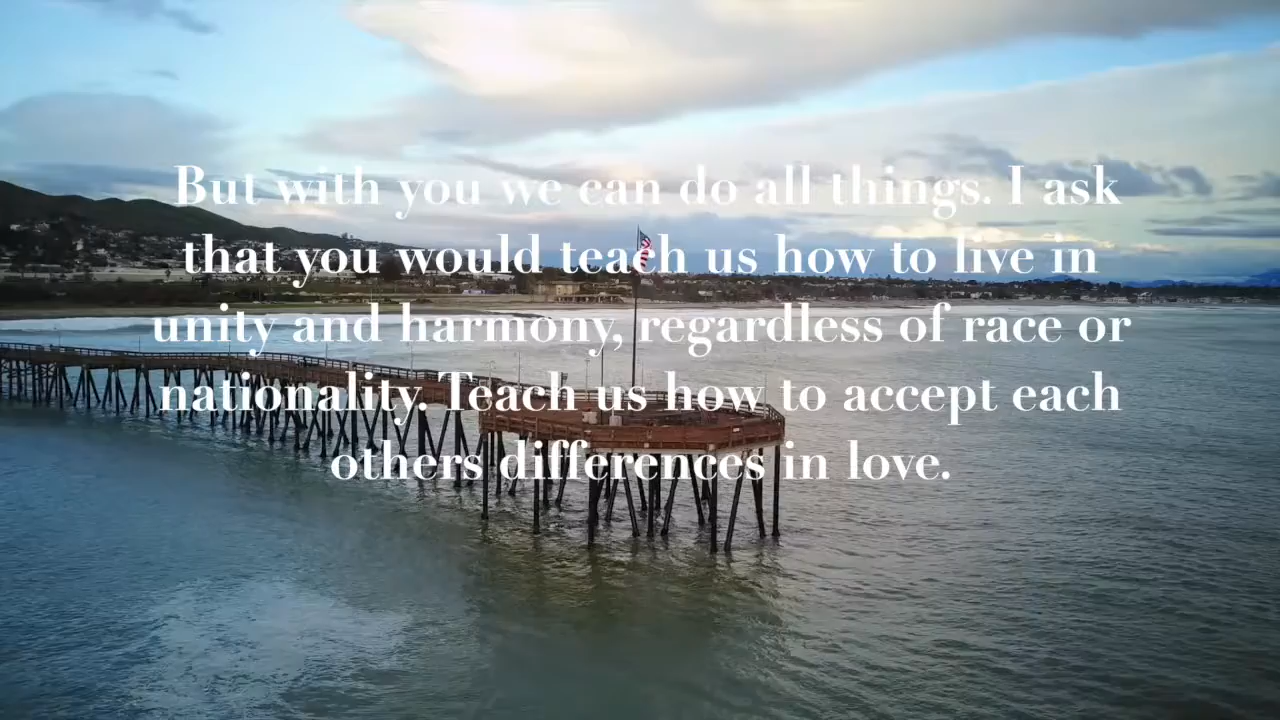 But with you we can do all things. I ask
that you would teach us how to live in
unity and harmony, regardless of race or
nationality. Teach us how to accept each
others differences in love.